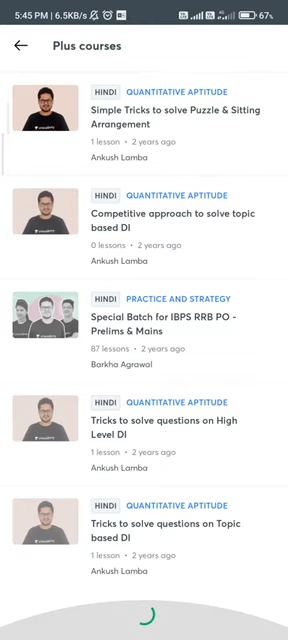 5:45 PM | 6.5KB/s
67%
Plus courses
HINDI QUANTITATIVE APTITUDE
Simple Tricks to solve Puzzle & Sitting
Arrangement
1 lesson • 2 years ago
Ankush Lamba
HINDI QUANTITATIVE APTITUDE
Competitive approach to solve topic
based DI
0 lessons • 2 years ago
Ankush Lamba
HINDI PRACTICE AND STRATEGY
Special Batch for IBPS RRB PO -
Prelims & Mains
87 lessons • 2 years ago
Barkha Agrawal
HINDI QUANTITATIVE APTITUDE
Tricks to solve questions on High
Level DI
1 lesson • 2 years ago
Ankush Lamba
HINDI QUANTITATIVE APTITUDE
Tricks to solve questions on Topic
based DI
1 lesson • 2 years ago
Ankush Lamba